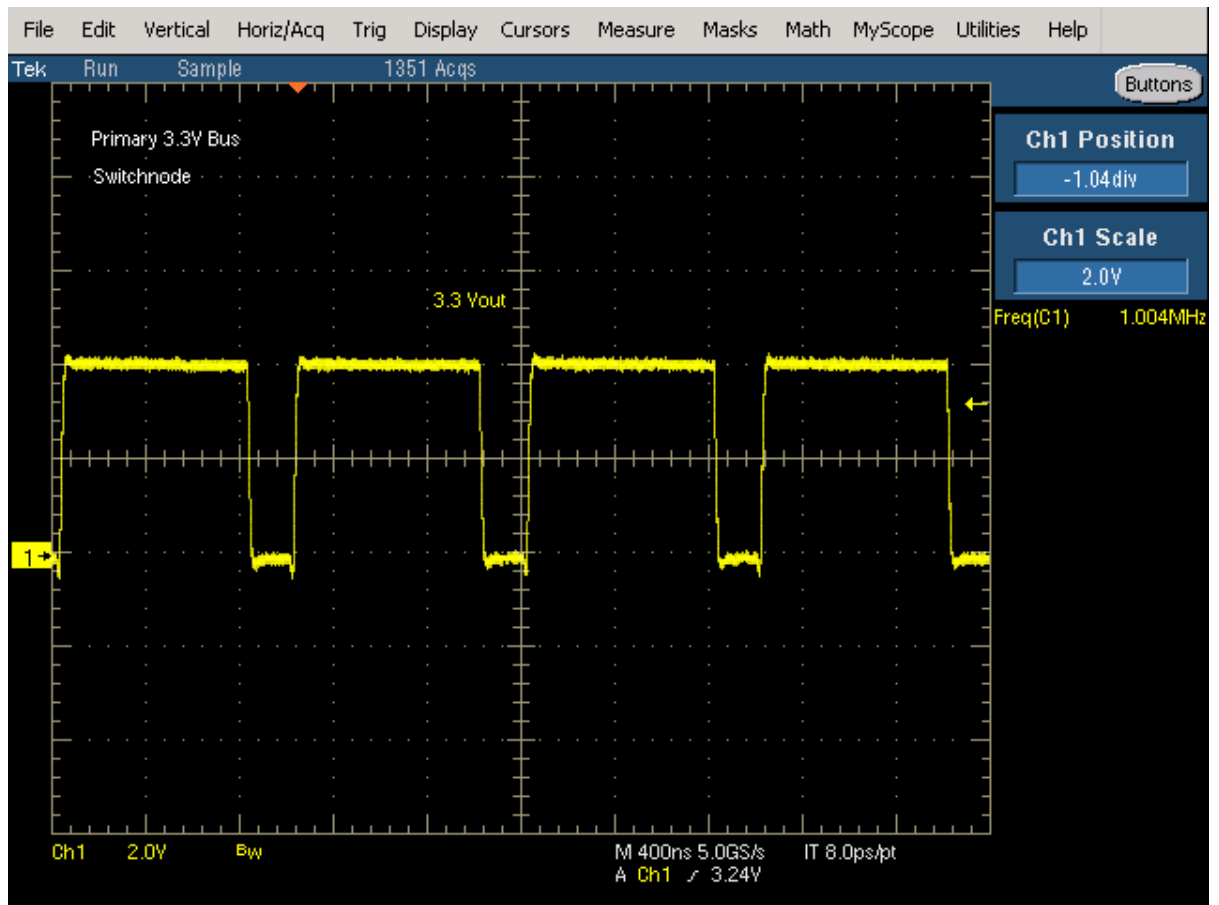 File Edit Vertical Horiz/Acq Trig Display Cursors Measure Masks Math MyScope Utilities Help
Tek Run Sample 1351 Acqs
Buttons
Primary 3.3V Bus
Switchnode
Ch1 Position
-1.04div
Ch1 Scale
2.0V
3.3 Vout
Freq(C1) 1.004MHz
1
Ch1 2.0V BW M 400ns 5.0GS/s IT 8.0ps/pt
A Ch1 3.24V